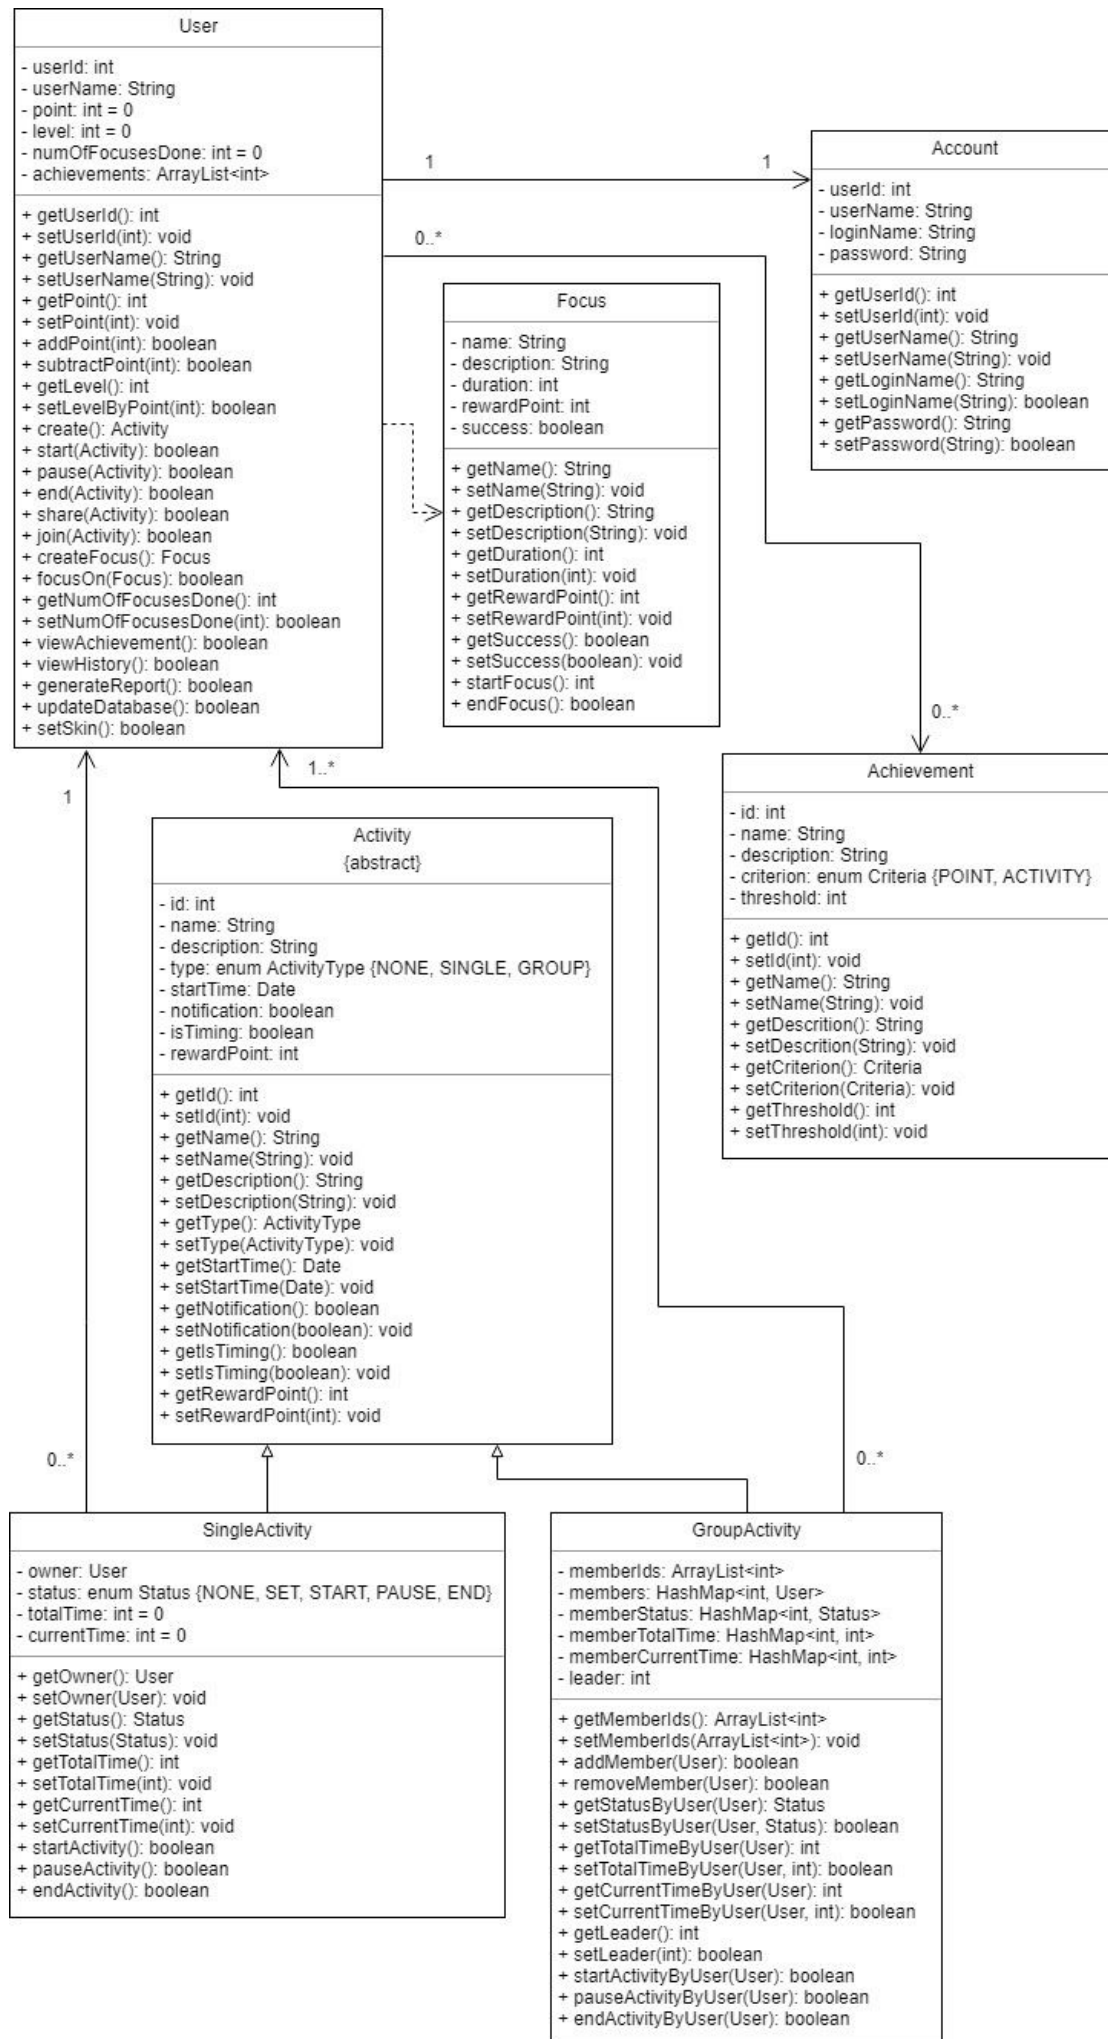 User
- userId: int
- userName: String
- point: int = 0
- level: int = 0
- numOfFocusesDone: int = 0
- achievements: ArrayList<int>
+ getUserId(): int
+ setUserId(int): void
+ getUserName(): String
+ setUserName(String): void
+ getPoint(): int
+ setPoint(int): void
+ addPoint(int): boolean
+ subtractPoint(int): boolean
+ getLevel(): int
+ setLevelByPoint(int): boolean
+ create(): Activity
+ start(Activity): boolean
+ pause(Activity): boolean
+ end(Activity): boolean
+ share(Activity): boolean
+ join(Activity): boolean
+ createFocus(): Focus
+ focusOn(Focus): boolean
+ getNumOfFocusesDone(): int
+ setNumOfFocusesDone(int): boolean
+ viewAchievement(): boolean
+ viewHistory(): boolean
+ generateReport(): boolean
+ updateDatabase(): boolean
+ setSkin(): boolean
1
1
Account
- userId: int
- userName: String
- loginName: String
- password: String
+ getUserId(): int
+ setUserId(int): void
+ getUserName(): String
+ setUserName(String): void
+ getLoginName(): String
+ setLoginName(String): boolean
+ getPassword(): String
+ setPassword(String): boolean
0..*
Focus
- name: String
- description: String
- duration: int
- rewardPoint: int
- success: boolean
+ getName(): String
+ setName(String): void
+ getDescription(): String
+ setDescription(String): void
+ getDuration(): int
+ setDuration(int): void
+ getRewardPoint(): int
+ setRewardPoint(int): void
+ getSuccess(): boolean
+ setSuccess(boolean): void
+ startFocus(): int
+ endFocus(): boolean
0..*
Achievement
- id: int
- name: String
- description: String
- criterion: enum Criteria {POINT, ACTIVITY}
- threshold: int
+ getId(): int
+ setId(int): void
+ getName(): String
+ setName(String): void
+ getDescrition(): String
+ setDescrition(String): void
+ getCriterion(): Criteria
+ setCriterion(Criteria): void
+ getThreshold(): int
+ setThreshold(int): void
1
1..*
Activity
{abstract}
- id: int
- name: String
- description: String
- type: enum ActivityType {NONE, SINGLE, GROUP}
- startTime: Date
- notification: boolean
- isTiming: boolean
- rewardPoint: int
+ getId(): int
+ setId(int): void
+ getName(): String
+ setName(String): void
+ getDescription(): String
+ setDescription(String): void
+ getType(): ActivityType
+ setType(ActivityType): void
+ getStartTime(): Date
+ setStartTime(Date): void
+ getNotification(): boolean
+ setNotification(boolean): void
+ getIsTiming(): boolean
+ setIsTiming(boolean): void
+ getRewardPoint(): int
+ setRewardPoint(int): void
0..*
0..*
SingleActivity
- owner: User
- status: enum Status {NONE, SET, START, PAUSE, END}
- totalTime: int = 0
- currentTime: int = 0
+ getOwner(): User
+ setOwner(User): void
+ getStatus(): Status
+ setStatus(Status): void
+ getTotalTime(): int
+ setTotalTime(int): void
+ getCurrentTime(): int
+ setCurrentTime(int): void
+ startActivity(): boolean
+ pauseActivity(): boolean
+ endActivity(): boolean
GroupActivity
- memberIds: ArrayList<int>
- members: HashMap<int, User>
- memberStatus: HashMap<int, Status>
- memberTotalTime: HashMap<int, int>
- memberCurrentTime: HashMap<int, int>
- leader: int
+ getMemberIds(): ArrayList<int>
+ setMemberIds(ArrayList<int>): void
+ addMember(User): boolean
+ removeMember(User): boolean
+ getStatusByUser(User): Status
+ setStatusByUser(User, Status): boolean
+ getTotalTimeByUser(User): int
+ setTotalTimeByUser(User, int): boolean
+ getCurrentTimeByUser(User): int
+ setCurrentTimeByUser(User, int): boolean
+ getLeader(): int
+ setLeader(int): boolean
+ startActivityByUser(User): boolean
+ pauseActivityByUser(User): boolean
+ endActivityByUser(User): boolean